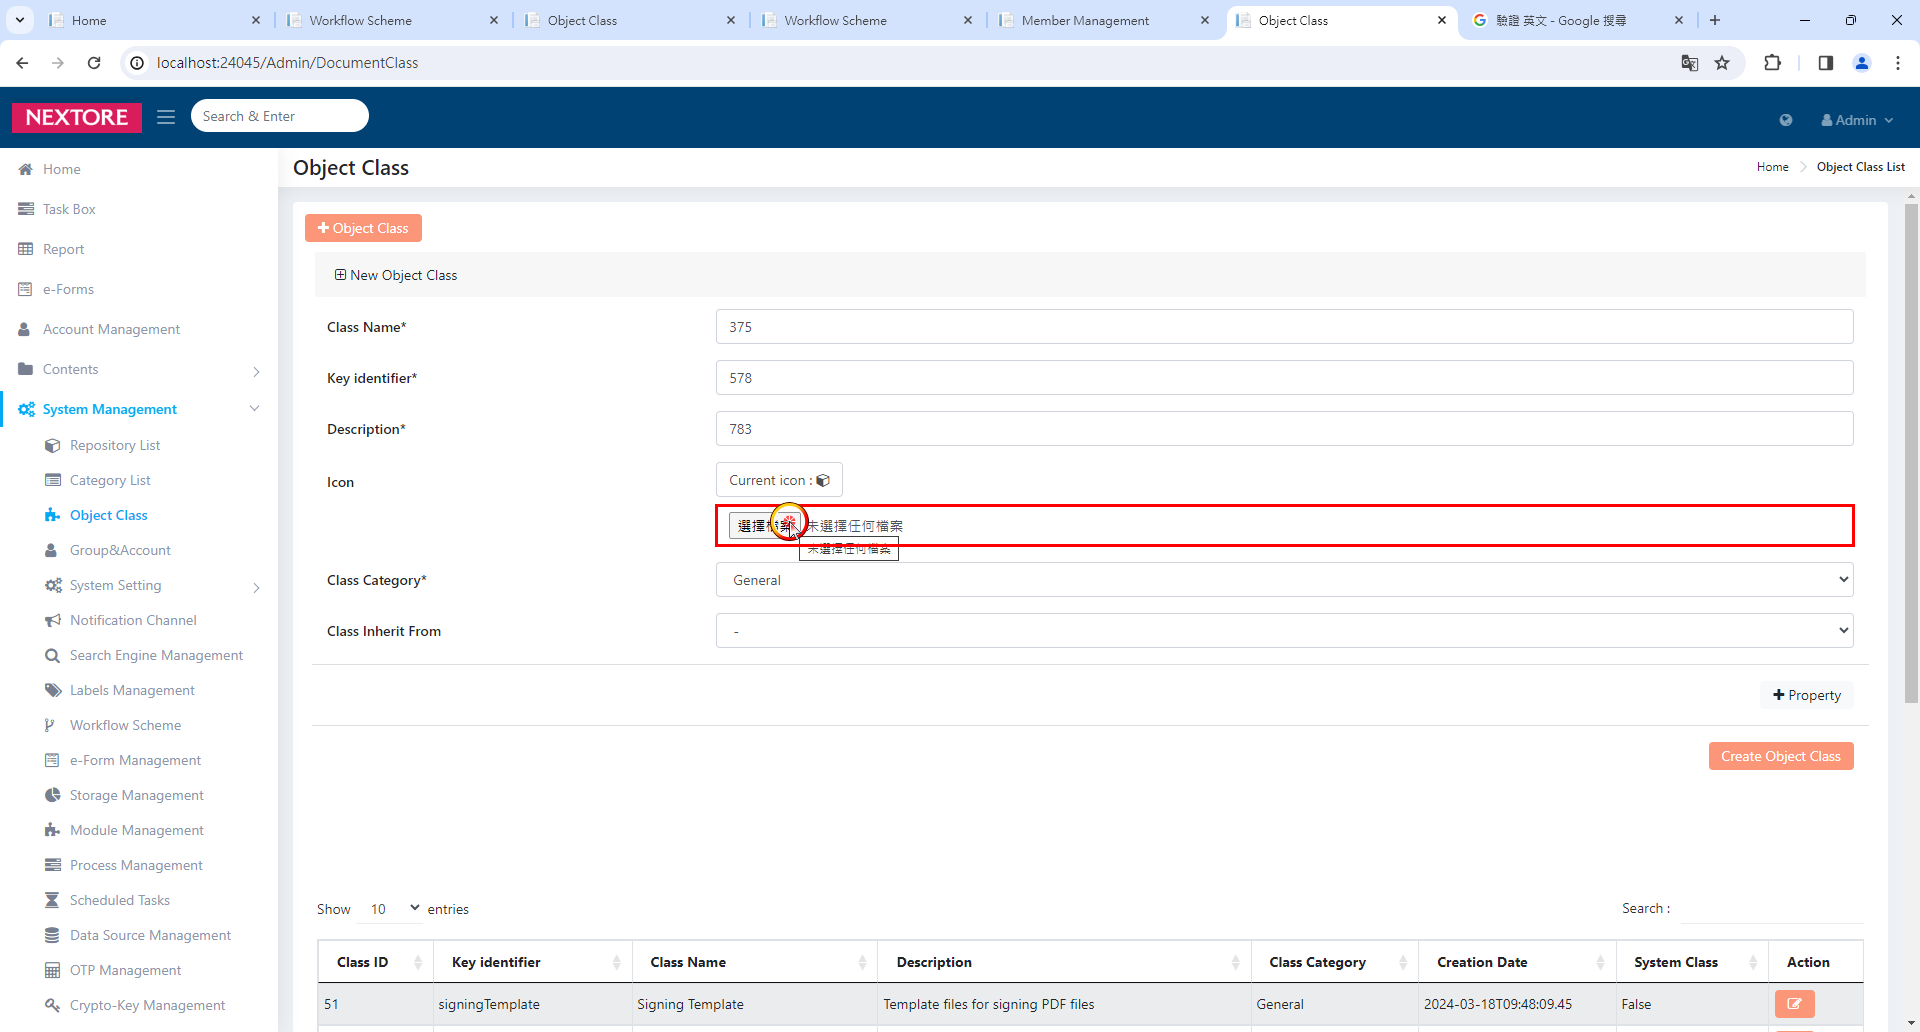 Home
Workflow Scheme
Object Class
Workflow Scheme
Member Management
Object Class
驗證 英文 - Google 搜尋
localhost:24045/Admin/DocumentClass
NEXTORE
Search & Enter
Admin
Home
Task Box
Report
e-Forms
Account Management
Contents
System Management
Repository List
Category List
Object Class
Group&Account
System Setting
Notification Channel
Search Engine Management
Labels Management
Workflow Scheme
e-Form Management
Storage Management
Module Management
Process Management
Scheduled Tasks
Data Source Management
OTP Management
Crypto-Key Management
Object Class
Home
Object Class List
Object Class
New Object Class
Class Name*
375
Key identifier*
578
Description*
783
Icon
Current icon :
選擇檔案 未選擇任何檔案
未選擇任何檔案
Class Category*
General
Class Inherit From
-
Property
Create Object Class
Show 10 entries
Search :
Class ID Key identifier Class Name Description Class Category Creation Date System Class Action
51 signingTemplate Signing Template Template files for signing PDF files General 2024-03-18T09:48:09.45 False